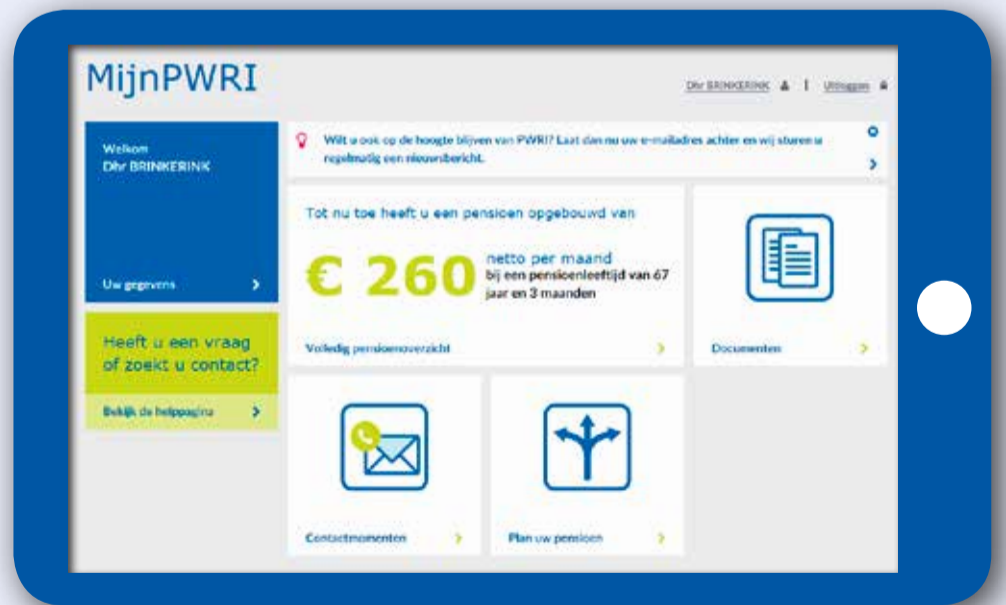 MijnPWRI
Dhr BRINKERINK | Uitloggen
Welkom
Dhr BRINKERINK
Uw gegevens
Wilt u ook op de hoogte blijven van PWRI? Laat dan nu uw e-mailadres achter en wij sturen u
regelmatig een nieuwsbericht.
Tot nu toe heeft u een pensioen opgebouwd van
€ 260
netto per maand
bij een pensioenleeftijd van 67
jaar en 3 maanden
Volledig pensioenoverzicht
Documenten
Heeft u een vraag
of zoekt u contact?
Bekijk de helppagina
Contactmomenten
Plan uw pensioen